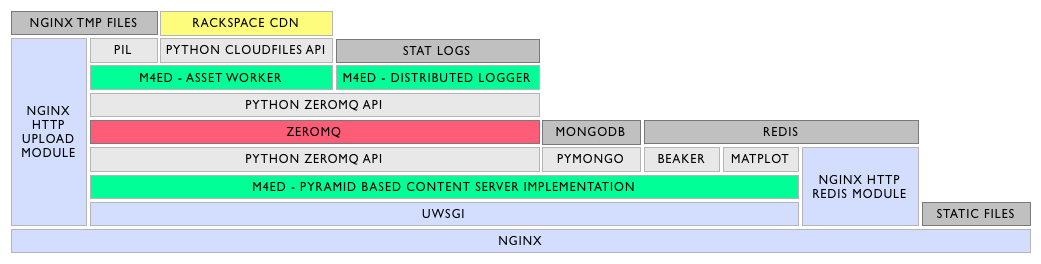 NGINX TMP FILES
RACKSPACE CDN
PIL
PYTHON CLOUDFILES API
STAT LOGS
M4ED - ASSET WORKER
M4ED - DISTRIBUTED LOGGER
NGINX
HTTP
UPLOAD
MODULE
PYTHON ZEROMQ API
ZEROMQ
MONGODB
REDIS
PYTHON ZEROMQ API
PYMONGO
BEAKER
MATPLOT
NGINX HTTP
REDIS MODULE
M4ED - PYRAMID BASED CONTENT SERVER IMPLEMENTATION
UWSGI
STATIC FILES
NGINX